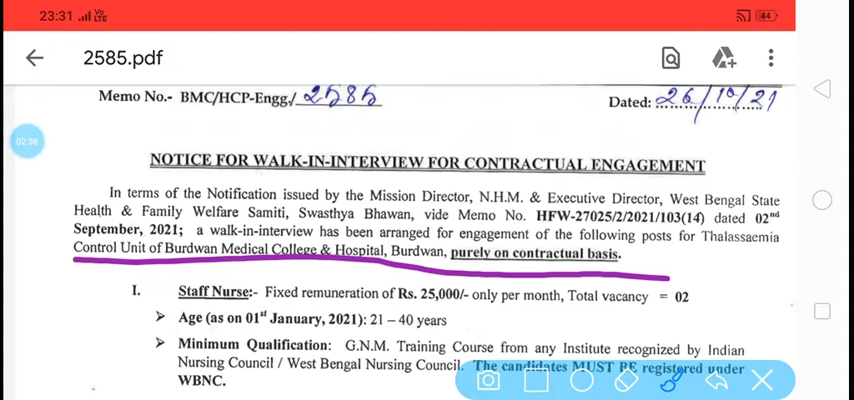 23:31 Vo LTE 44
2585.pdf
Memo No.- BMC/HCP-Engg./ 2585
Dated: 26/10/21
02:38
NOTICE FOR WALK-IN-INTERVIEW FOR CONTRACTUAL ENGAGEMENT
In terms of the Notification issued by the Mission Director, N.H.M. & Executive Director, West Bengal State
Health & Family Welfare Samiti, Swasthya Bhawan, vide Memo No. HFW-27025/2/2021/103(14) dated 02nd
September, 2021; a walk-in-interview has been arranged for engagement of the following posts for Thalassaemia
Control Unit of Burdwan Medical College & Hospital, Burdwan, purely on contractual basis.
I. Staff Nurse:- Fixed remuneration of Rs. 25,000/- only per month, Total vacancy = 02
➤ Age (as on 01st January, 2021): 21 – 40 years
➤ Minimum Qualification: G.N.M. Training Course from any Institute recognized by Indian
Nursing Council / West Bengal Nursing Council. The candidates MUST BE registered under
WBNC.